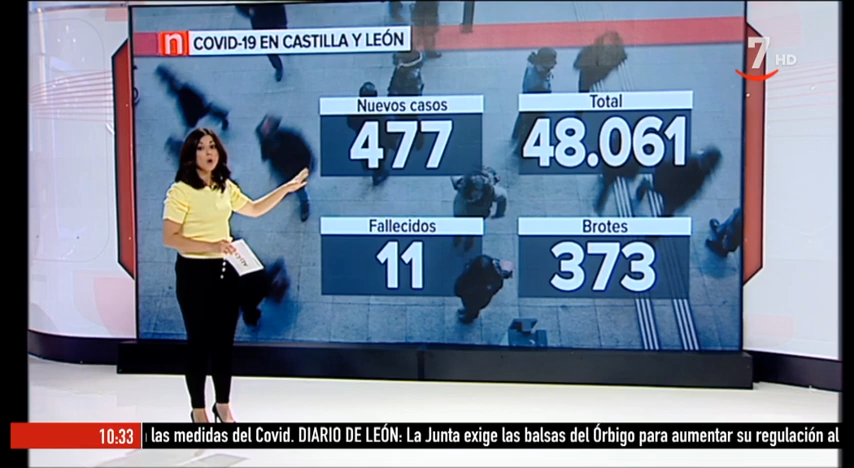 n COVID-19 EN CASTILLA Y LEÓN
7 HD
Nuevos casos
477
Total
48.061
Fallecidos
11
Brotes
373
10:33 las medidas del Covid. DIARIO DE LEÓN: La Junta exige las balsas del Órbigo para aumentar su regulación al